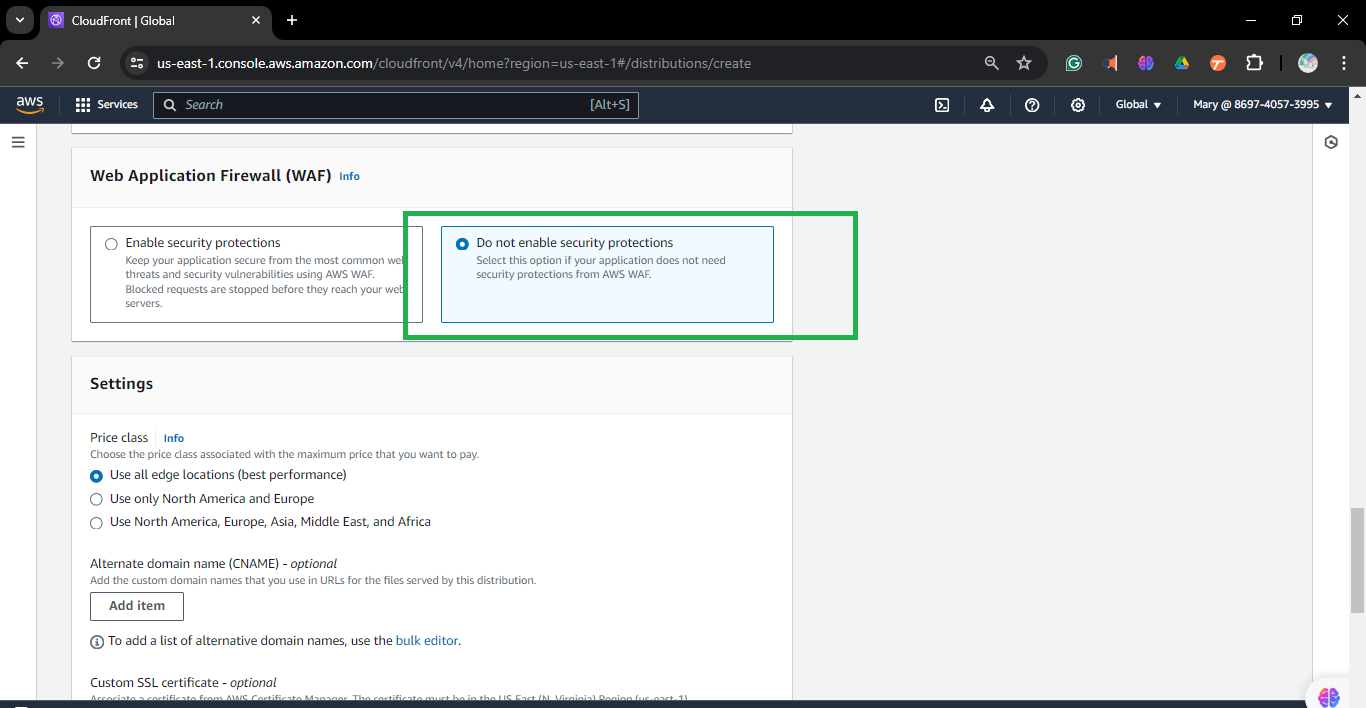 CloudFront | Global
us-east-1.console.aws.amazon.com/cloudfront/v4/home?region=us-east-1#/distributions/create
aws
Services
Search
[Alt+S]
Global
Mary @ 8697-4057-3995
Web Application Firewall (WAF) Info
Enable security protections
Keep your application secure from the most common web
threats and security vulnerabilities using AWS WAF.
Blocked requests are stopped before they reach your web
servers.
Do not enable security protections
Select this option if your application does not need
security protections from AWS WAF.
Settings
Price class Info
Choose the price class associated with the maximum price that you want to pay.
Use all edge locations (best performance)
Use only North America and Europe
Use North America, Europe, Asia, Middle East, and Africa
Alternate domain name (CNAME) - optional
Add the custom domain names that you use in URLs for the files served by this distribution.
Add item
To add a list of alternative domain names, use the bulk editor.
Custom SSL certificate - optional
Associate a certificate from AWS Certificate Manager. The certificate must be in the US East (N. Virginia) Region (us-east-1).